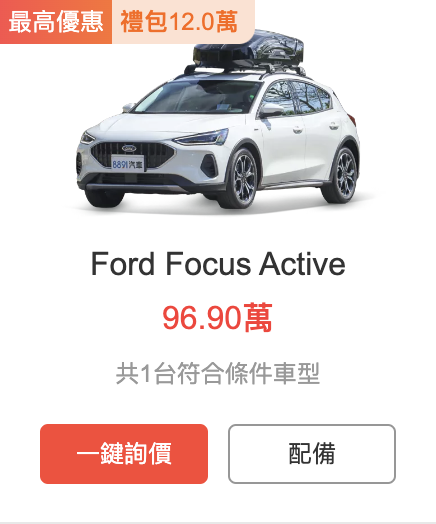 最高優惠 禮包12.0萬
Ford
8891汽車
Ford Focus Active
96.90萬
共1台符合條件車型
一鍵詢價 配備